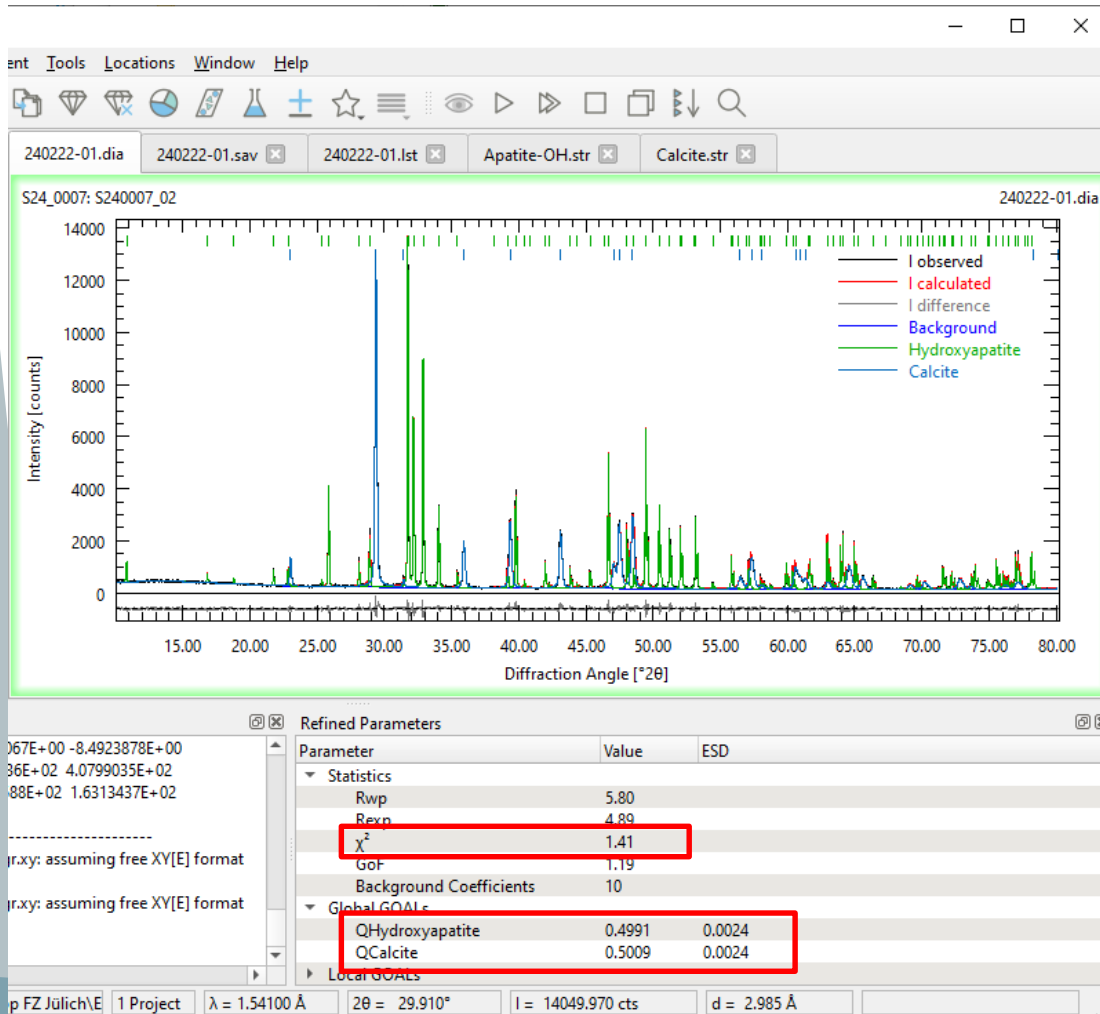 ent Tools Locations Window Help
240222-01.dia 240222-01.sav 240222-01.lst Apatite-OH.str Calcite.str
S24_0007: S240007_02 240222-01.dia
14000
12000
10000
8000
6000
4000
2000
0
Intensity [counts]
I observed
I calculated
I difference
Background
Hydroxyapatite
Calcite
15.00 20.00 25.00 30.00 35.00 40.00 45.00 50.00 55.00 60.00 65.00 70.00 75.00 80.00
Diffraction Angle [°2θ]
067E+00 -8.4923878E+00
36E+02 4.0799035E+02
88E+02 1.6313437E+02
----------------------
gr.xy: assuming free XY[E] format
gr.xy: assuming free XY[E] format
Refined Parameters
Parameter Value ESD
Statistics
Rwp 5.80
Rexp 4.89
χ² 1.41
GoF 1.19
Background Coefficients 10
Global GOALs
QHydroxyapatite 0.4991 0.0024
QCalcite 0.5009 0.0024
Local GOALs
op FZ Jülich\E 1 Project λ = 1.54100 Å 2θ = 29.910° I = 14049.970 cts d = 2.985 Å